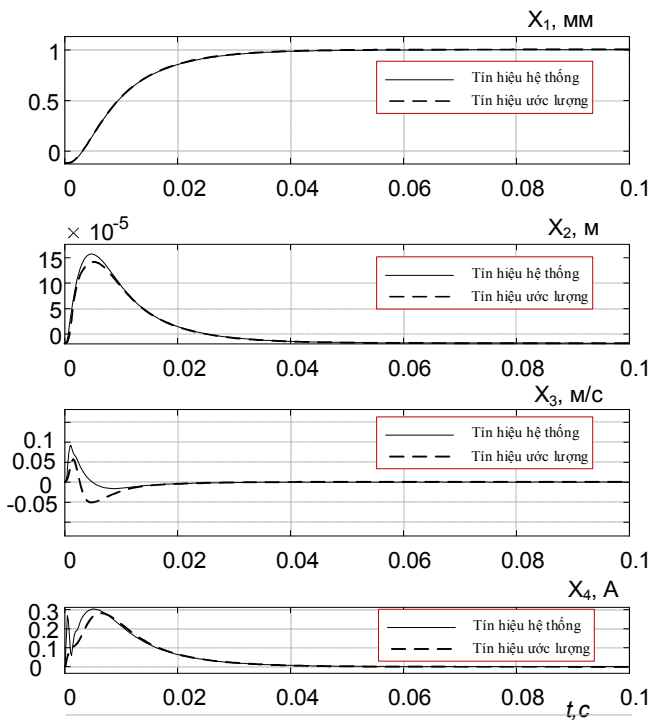 X₁, мм
1
0.5
0
Tín hiệu hệ thống
Tín hiệu ước lượng
0 0.02 0.04 0.06 0.08 0.1
× 10⁻⁵
X₂, м
15
10
5
0
Tín hiệu hệ thống
Tín hiệu ước lượng
0 0.02 0.04 0.06 0.08 0.1
X₃, м/с
0.1
0.05
0
-0.05
Tín hiệu hệ thống
Tín hiệu ước lượng
0 0.02 0.04 0.06 0.08 0.1
X₄, А
0.3
0.2
0.1
0
Tín hiệu hệ thống
Tín hiệu ước lượng
0 0.02 0.04 0.06 0.08 0.1
t,c